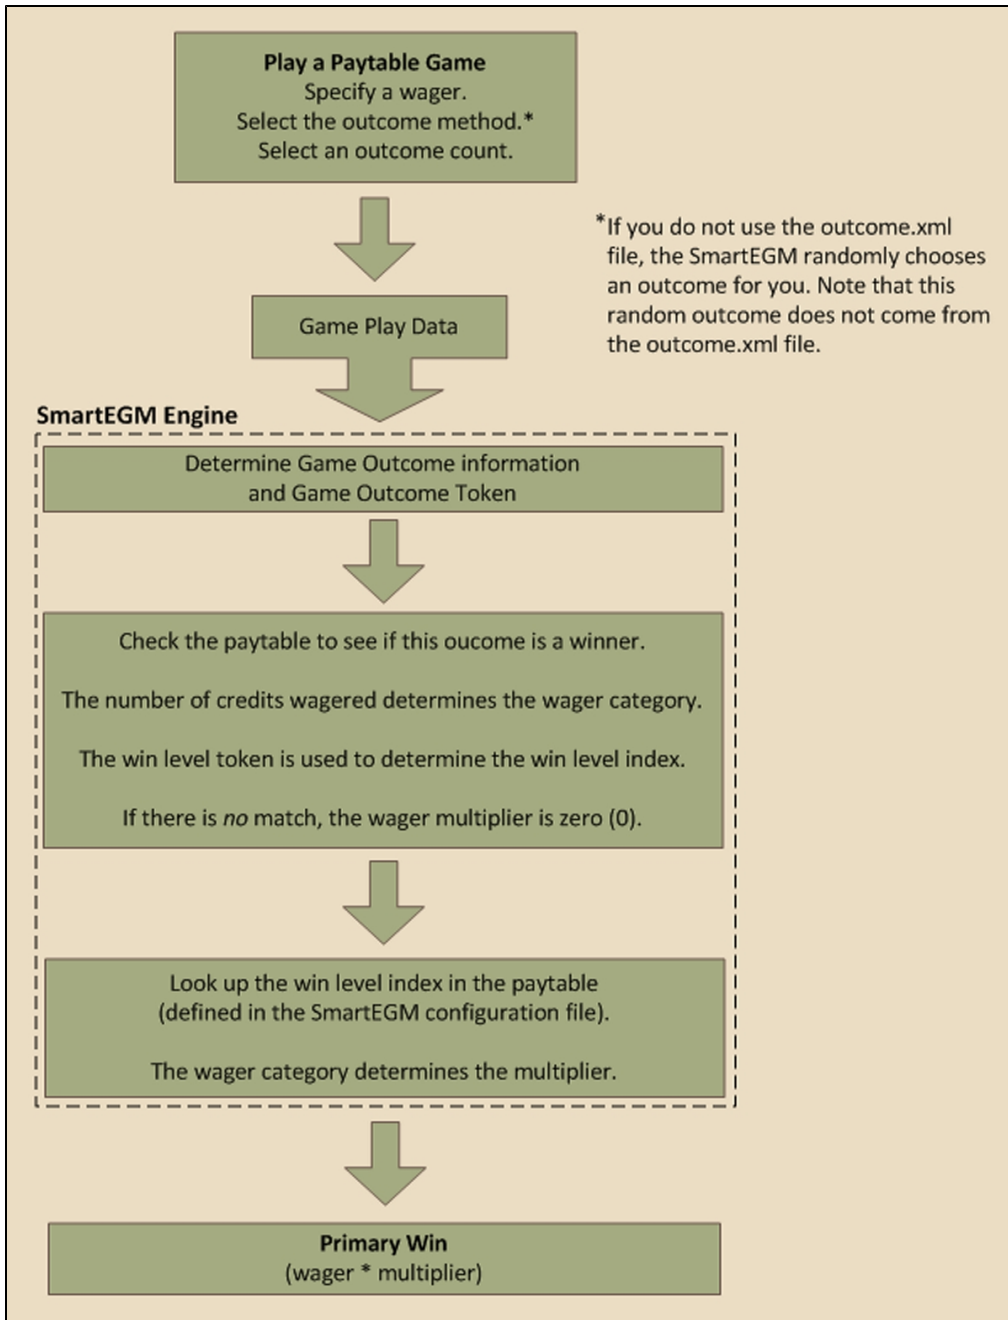 Play a Paytable Game
Specify a wager.
Select the outcome method.*
Select an outcome count.
*If you do not use the outcome.xml
file, the SmartEGM randomly chooses
an outcome for you. Note that this
random outcome does not come from
the outcome.xml file.
Game Play Data
SmartEGM Engine
Determine Game Outcome information
and Game Outcome Token
Check the paytable to see if this oucome is a winner.
The number of credits wagered determines the wager category.
The win level token is used to determine the win level index.
If there is no match, the wager multiplier is zero (0).
Look up the win level index in the paytable
(defined in the SmartEGM configuration file).
The wager category determines the multiplier.
Primary Win
(wager * multiplier)